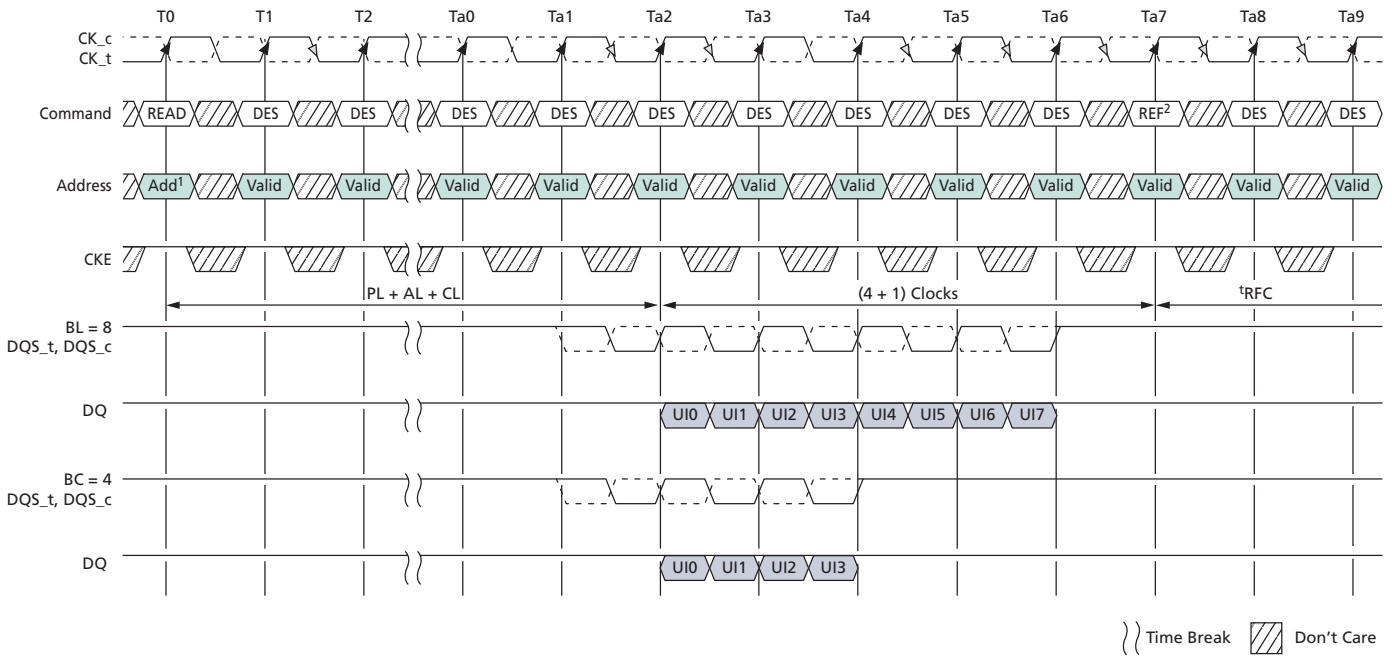 T0 T1 T2 Ta0 Ta1 Ta2 Ta3 Ta4 Ta5 Ta6 Ta7 Ta8 Ta9
CK_c
CK_t
Command READ DES DES DES DES DES DES DES DES DES REF² DES DES
Address Add¹ Valid Valid Valid Valid Valid Valid Valid Valid Valid Valid Valid Valid
CKE
PL + AL + CL (4 + 1) Clocks ᵗRFC
BL = 8
DQS_t, DQS_c
DQ UI0 UI1 UI2 UI3 UI4 UI5 UI6 UI7
BC = 4
DQS_t, DQS_c
DQ UI0 UI1 UI2 UI3
Time Break Don't Care